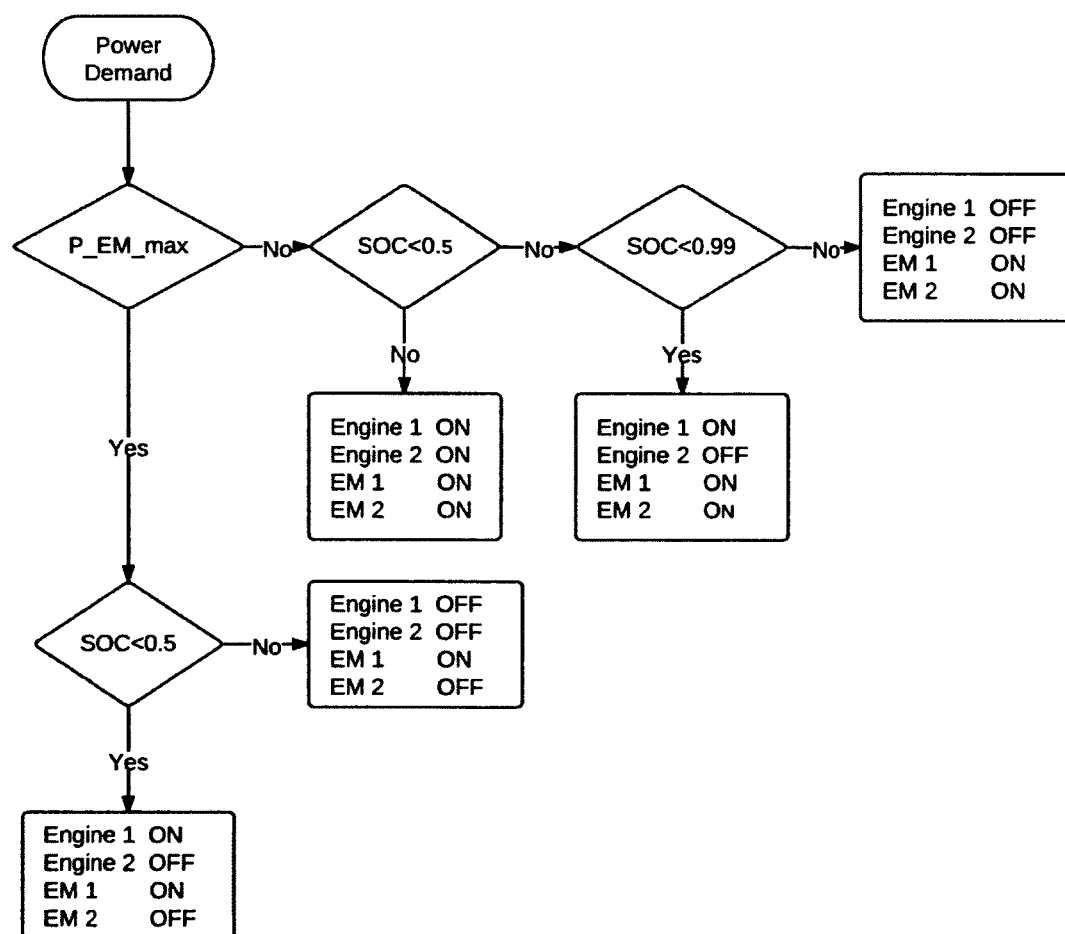 Power
Demand
P_EM_max
No
SOC<0.5
No
SOC<0.99
No
Engine 1 OFF
Engine 2 OFF
EM 1 ON
EM 2 ON
No
Yes
Engine 1 ON
Engine 2 ON
EM 1 ON
EM 2 ON
Engine 1 ON
Engine 2 OFF
EM 1 ON
EM 2 ON
Yes
SOC<0.5
No
Engine 1 OFF
Engine 2 OFF
EM 1 ON
EM 2 OFF
Yes
Engine 1 ON
Engine 2 OFF
EM 1 ON
EM 2 OFF